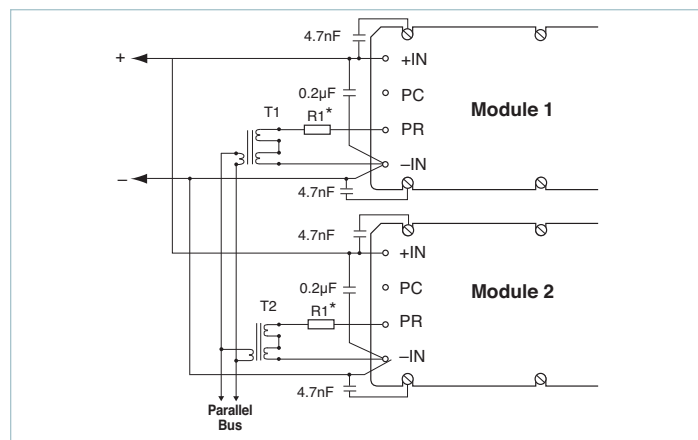 4.7nF
+
+IN
0.2µF
PC
Module 1
T1
R1*
PR
–IN
–
4.7nF
4.7nF
+IN
0.2µF
PC
Module 2
T2
R1*
PR
–IN
4.7nF
Parallel
Bus